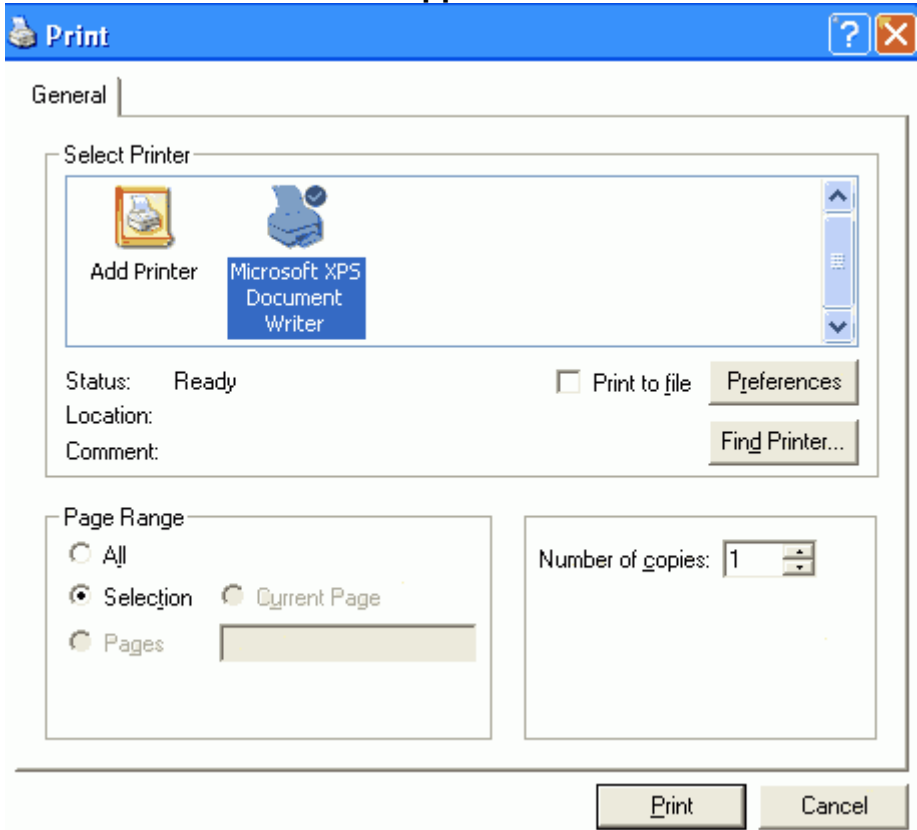 pp
Print
General
Select Printer
Add Printer
Microsoft XPS
Document
Writer
Status: Ready
Print to file
Preferences
Location:
Comment:
Find Printer...
Page Range
All
Selection
Current Page
Pages
Number of copies: 1
Print
Cancel